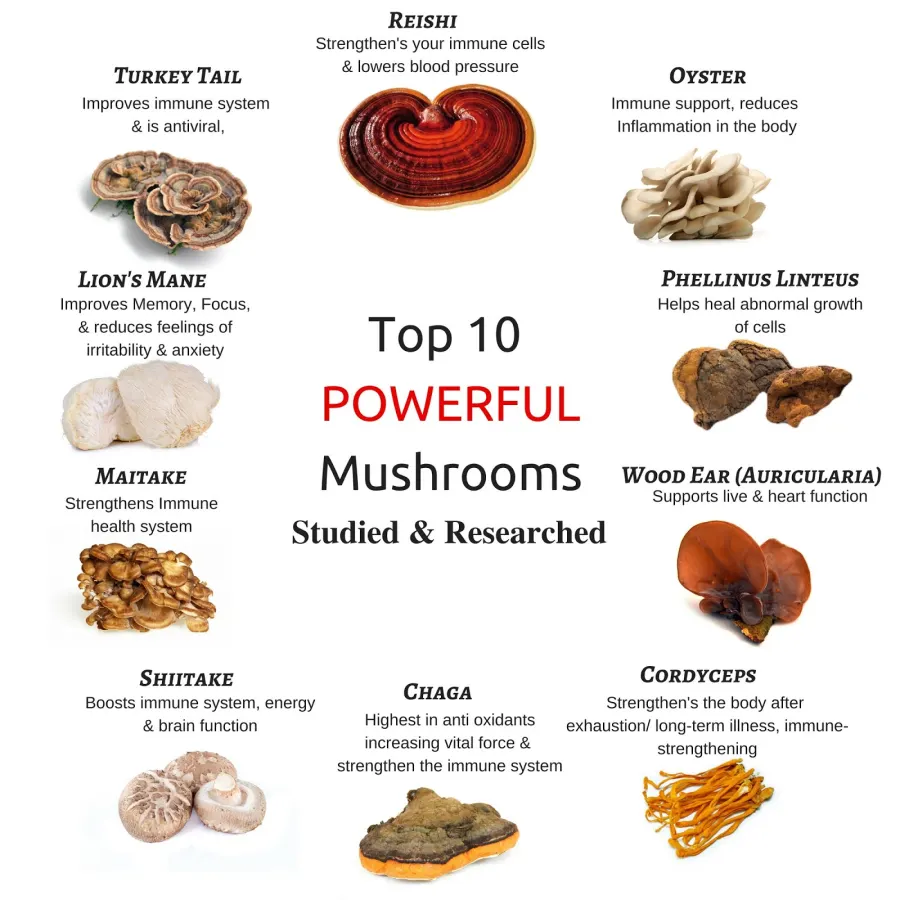 REISHI
Strengthen's your immune cells
& lowers blood pressure
TURKEY TAIL
Improves immune system
& is antiviral,
OYSTER
Immune support, reduces
Inflammation in the body
LION'S MANE
Improves Memory, Focus,
& reduces feelings of
irritability & anxiety
PHELLINUS LINTEUS
Helps heal abnormal growth
of cells
Top 10
POWERFUL
Mushrooms
Studied & Researched
MAITAKE
Strengthens Immune
health system
WOOD EAR (AURICULARIA)
Supports live & heart function
SHIITAKE
Boosts immune system, energy
& brain function
CHAGA
Highest in anti oxidants
increasing vital force &
strengthen the immune system
CORDYCEPS
Strengthen's the body after
exhaustion/ long-term illness, immune-
strengthening